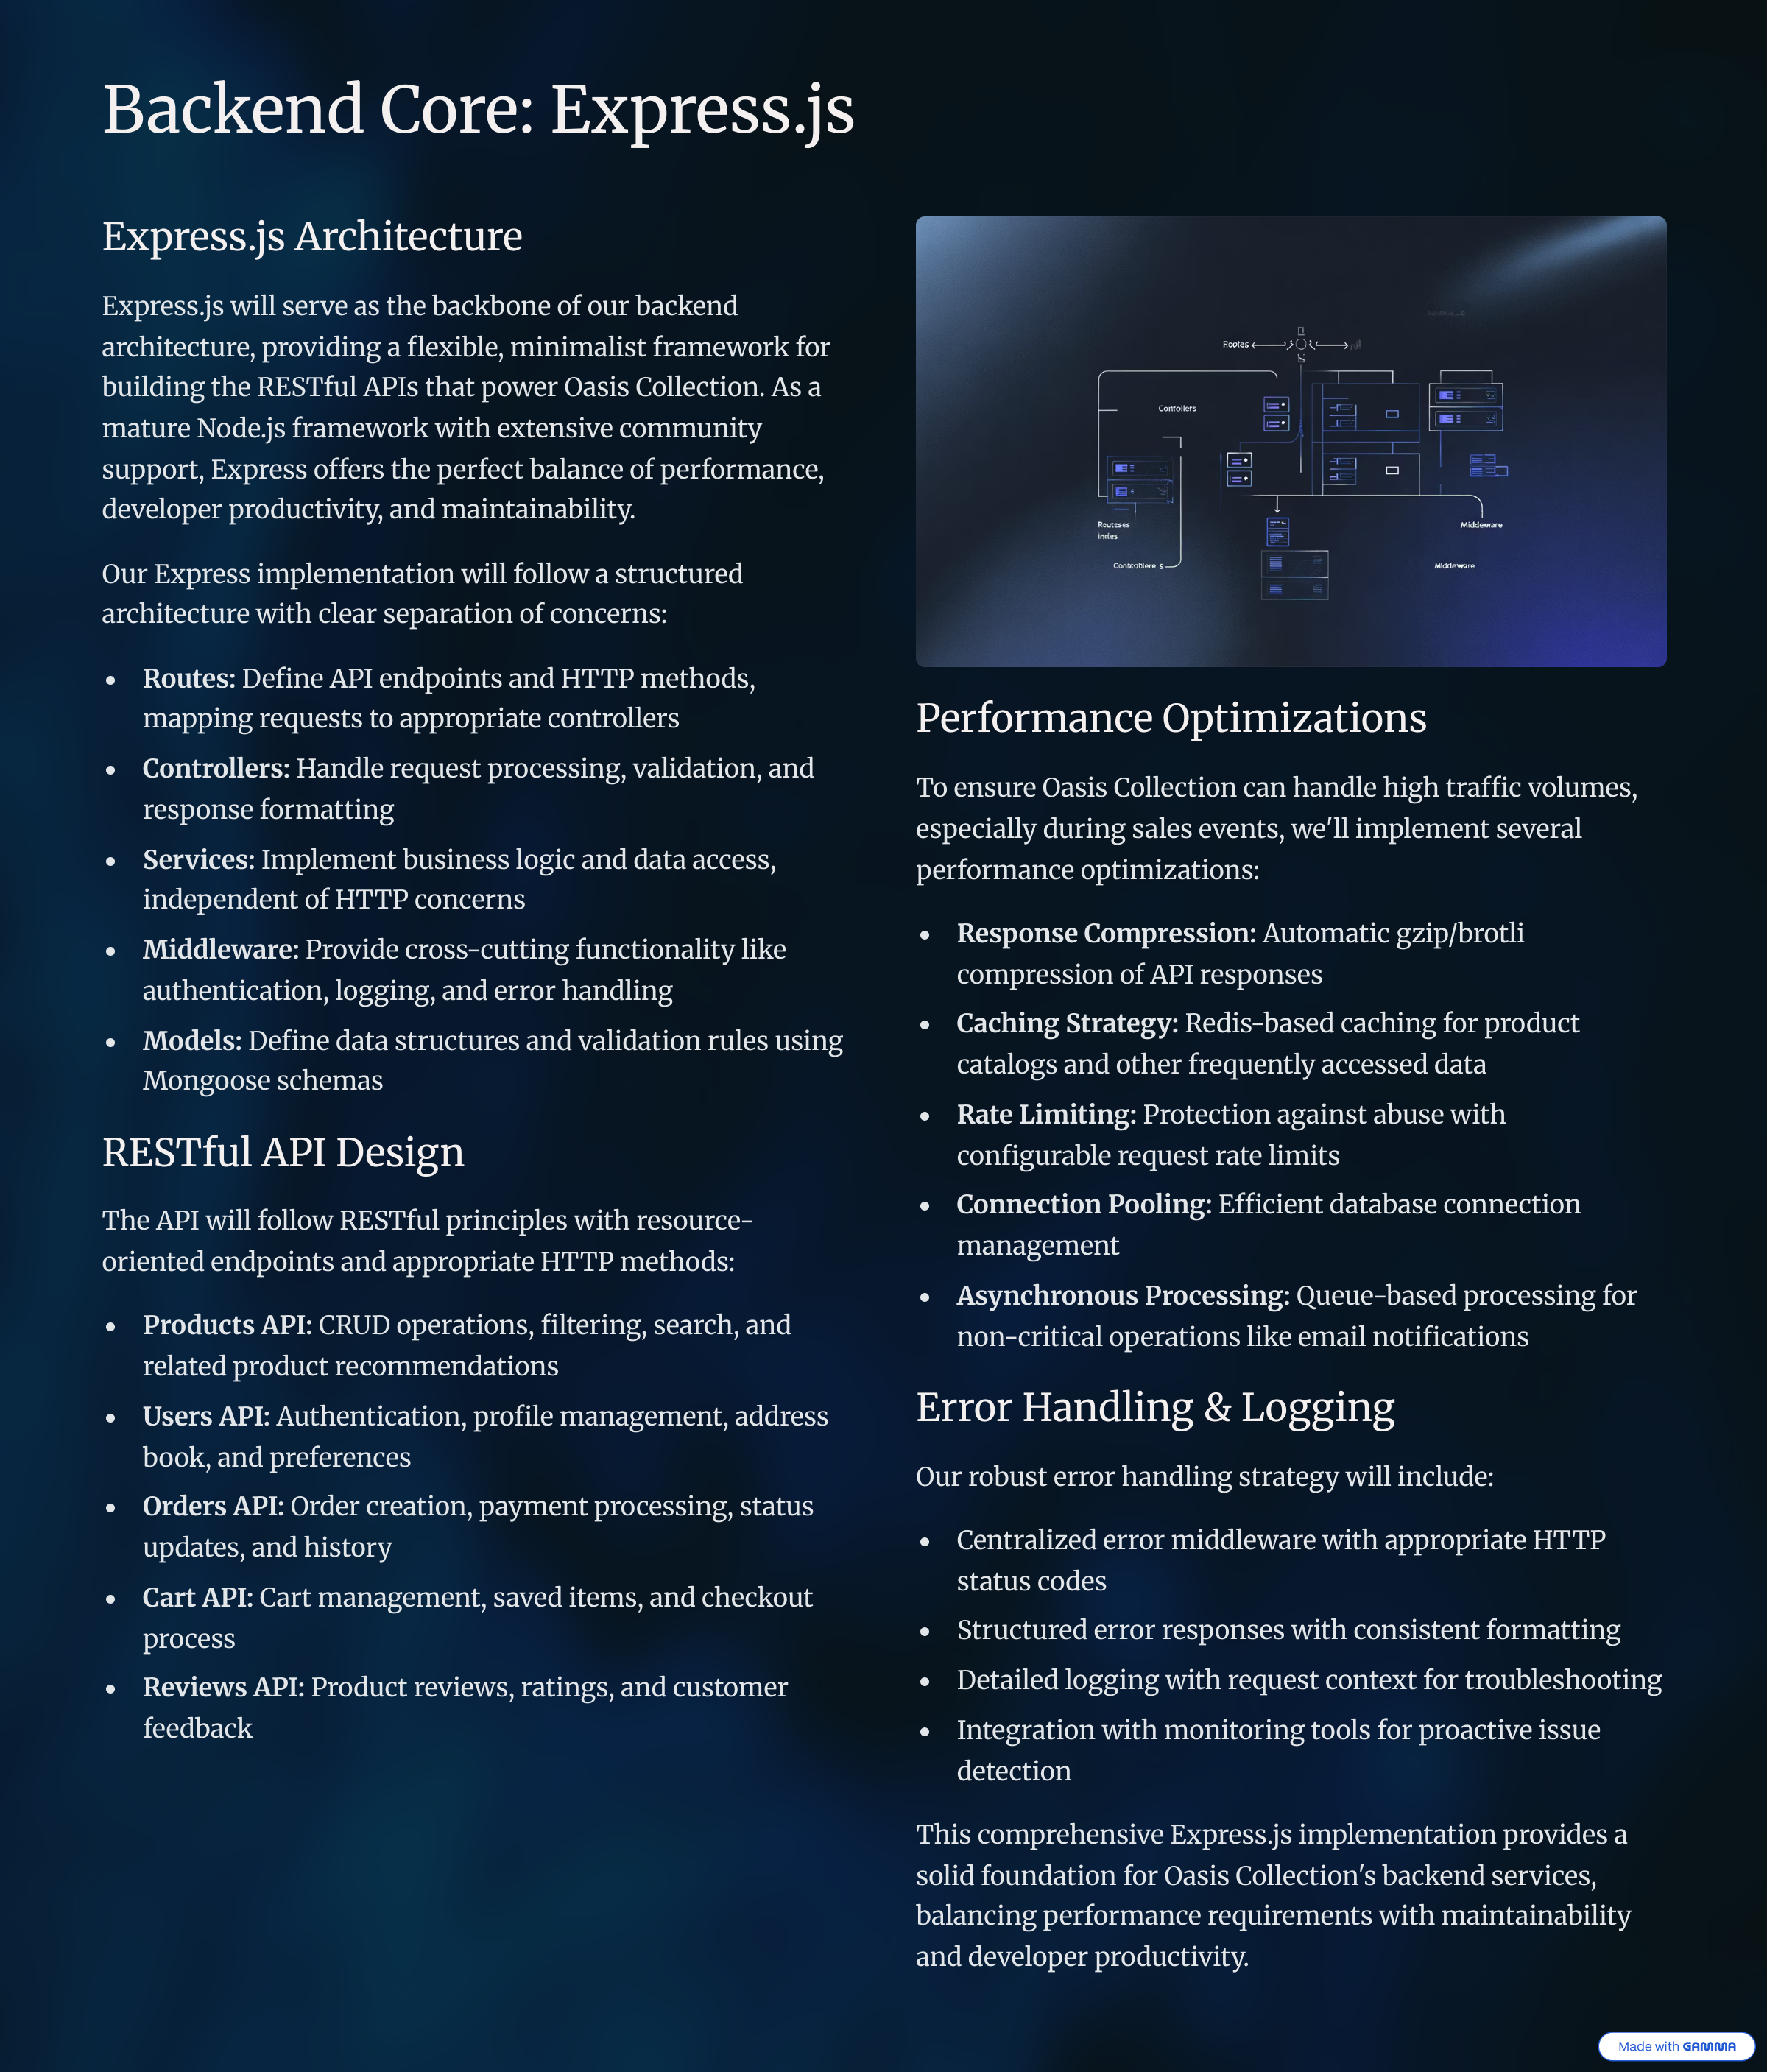 Backend Core: Express.js
Express.js Architecture
Express.js will serve as the backbone of our backend
architecture, providing a flexible, minimalist framework for
building the RESTful APIs that power Oasis Collection. As a
mature Node.js framework with extensive community
support, Express offers the perfect balance of performance,
developer productivity, and maintainability.
Our Express implementation will follow a structured
architecture with clear separation of concerns:
• Routes: Define API endpoints and HTTP methods,
mapping requests to appropriate controllers
• Controllers: Handle request processing, validation, and
response formatting
• Services: Implement business logic and data access,
independent of HTTP concerns
• Middleware: Provide cross-cutting functionality like
authentication, logging, and error handling
• Models: Define data structures and validation rules using
Mongoose schemas
RESTful API Design
The API will follow RESTful principles with resource-
oriented endpoints and appropriate HTTP methods:
• Products API: CRUD operations, filtering, search, and
related product recommendations
• Users API: Authentication, profile management, address
book, and preferences
• Orders API: Order creation, payment processing, status
updates, and history
• Cart API: Cart management, saved items, and checkout
process
• Reviews API: Product reviews, ratings, and customer
feedback
Routes
Controllers
Routeses
Middeware
Middeware
Performance Optimizations
To ensure Oasis Collection can handle high traffic volumes,
especially during sales events, we'll implement several
performance optimizations:
• Response Compression: Automatic gzip/brotli
compression of API responses
• Caching Strategy: Redis-based caching for product
catalogs and other frequently accessed data
• Rate Limiting: Protection against abuse with
configurable request rate limits
• Connection Pooling: Efficient database connection
management
• Asynchronous Processing: Queue-based processing for
non-critical operations like email notifications
Error Handling & Logging
Our robust error handling strategy will include:
• Centralized error middleware with appropriate HTTP
status codes
• Structured error responses with consistent formatting
• Detailed logging with request context for troubleshooting
• Integration with monitoring tools for proactive issue
detection
This comprehensive Express.js implementation provides a
solid foundation for Oasis Collection's backend services,
balancing performance requirements with maintainability
and developer productivity.
Made with GAMMA